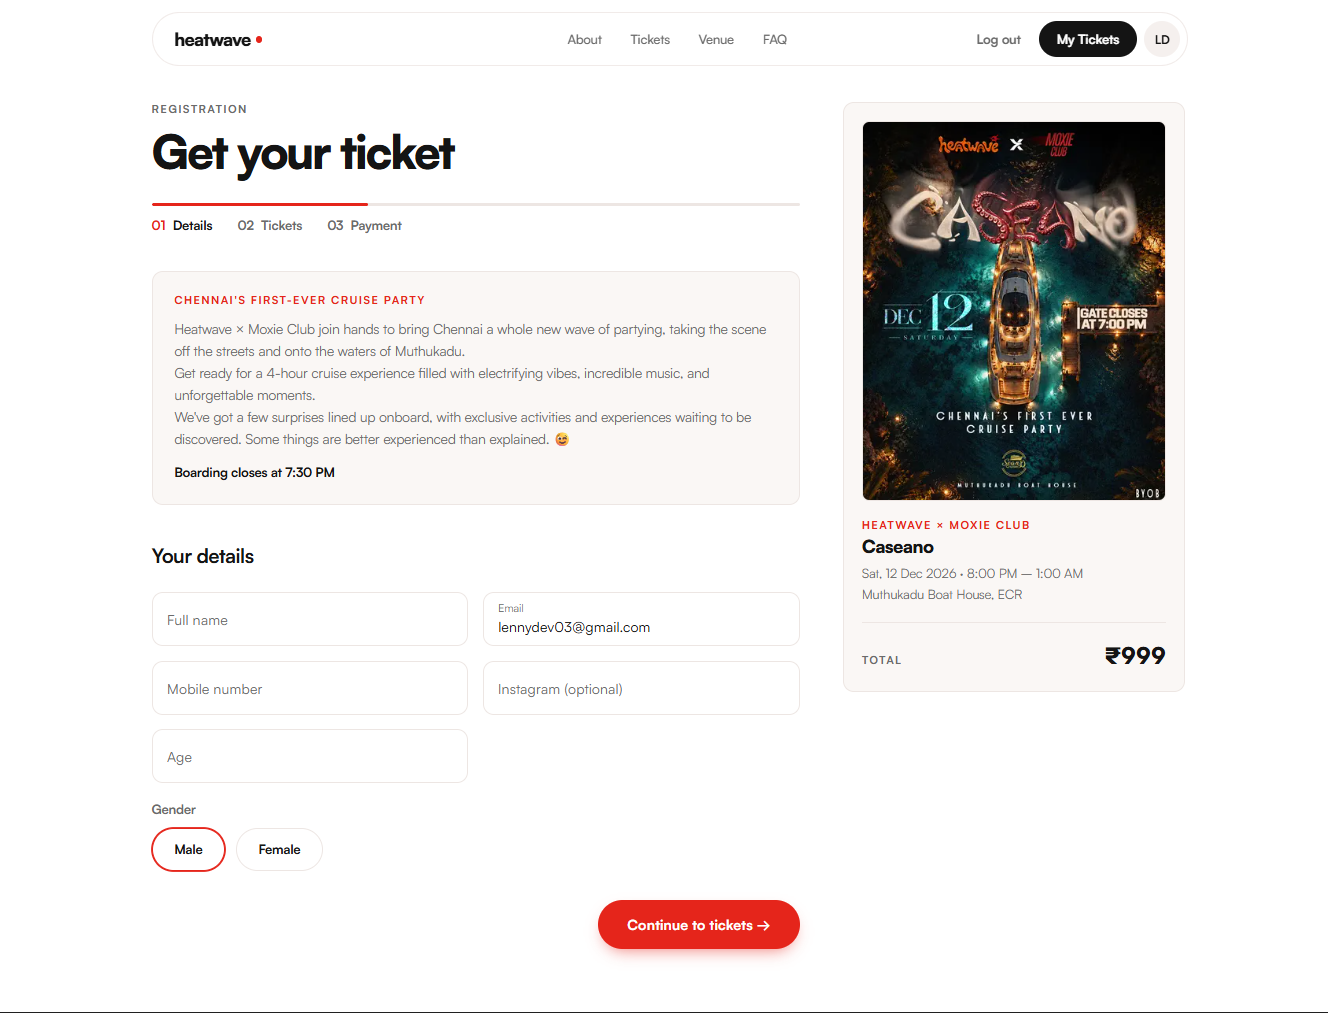 heatwave
About Tickets Venue FAQ
Log out My Tickets LD
REGISTRATION
Get your ticket
01 Details 02 Tickets 03 Payment
CHENNAI'S FIRST-EVER CRUISE PARTY
Heatwave × Moxie Club join hands to bring Chennai a whole new wave of partying, taking the scene
off the streets and onto the waters of Muthukadu.
Get ready for a 4-hour cruise experience filled with electrifying vibes, incredible music, and
unforgettable moments.
We've got a few surprises lined up onboard, with exclusive activities and experiences waiting to be
discovered. Some things are better experienced than explained. 😉
Boarding closes at 7:30 PM
Your details
Full name
Email
lennydev03@gmail.com
Mobile number
Instagram (optional)
Age
Gender
Male Female
Continue to tickets →
heatwave X MOXIE
CLUB
CASEANO
DEC 12
SATURDAY
GATE CLOSES
AT 7:00 PM
CHENNAI'S FIRST EVER
CRUISE PARTY
MUTHUKADU BOAT HOUSE
BYOB
HEATWAVE × MOXIE CLUB
Caseano
Sat, 12 Dec 2026 · 8:00 PM — 1:00 AM
Muthukadu Boat House, ECR
TOTAL ₹999